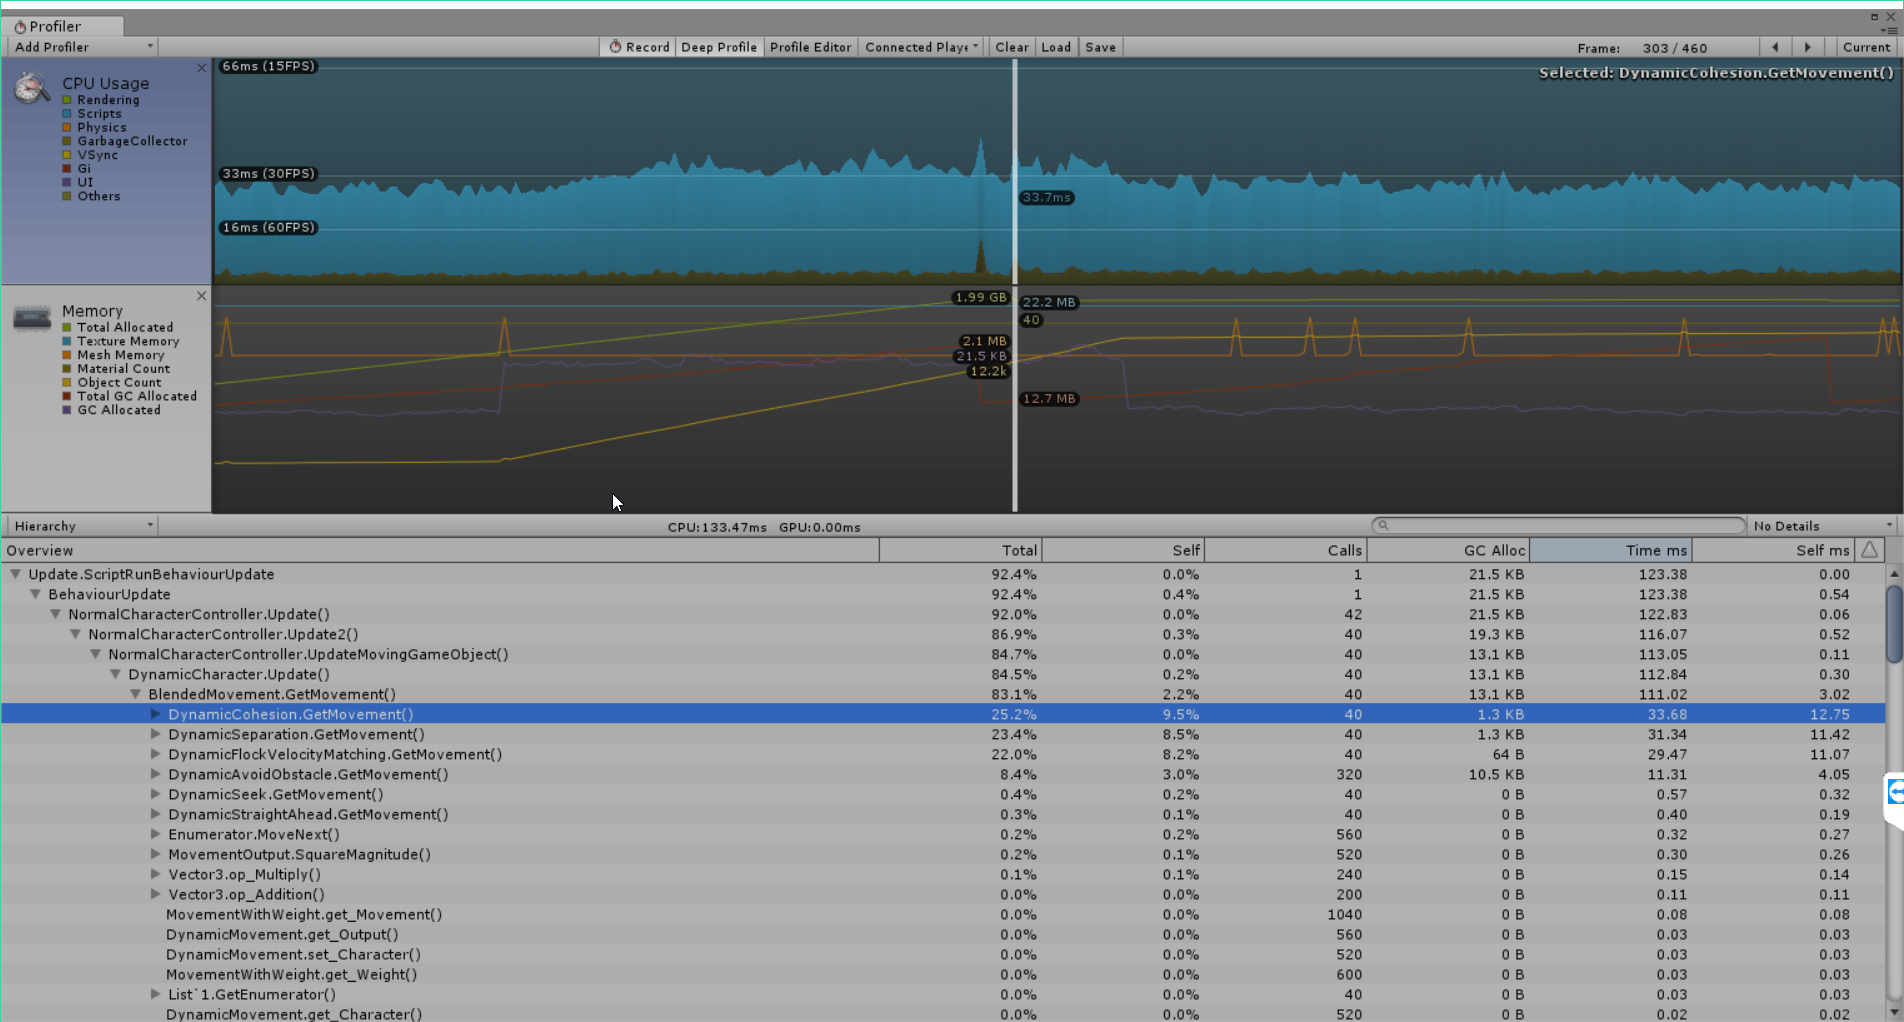 Profiler
Add Profiler Record Deep Profile Profile Editor Connected Playe Clear Load Save Frame: 303 / 460 Current
CPU Usage
Rendering
Scripts
Physics
GarbageCollector
VSync
Gi
UI
Others
66ms (15FPS)
Selected: DynamicCohesion.GetMovement()
33ms (30FPS)
33.7ms
16ms (60FPS)
Memory
Total Allocated
Texture Memory
Mesh Memory
Material Count
Object Count
Total GC Allocated
GC Allocated
1.99 GB
22.2 MB
40
2.1 MB
21.5 KB
12.2k
12.7 MB
Hierarchy CPU:133.47ms GPU:0.00ms No Details
Overview Total Self Calls GC Alloc Time ms Self ms
Update.ScriptRunBehaviourUpdate 92.4% 0.0% 1 21.5 KB 123.38 0.00
BehaviourUpdate 92.4% 0.4% 1 21.5 KB 123.38 0.54
NormalCharacterController.Update() 92.0% 0.0% 42 21.5 KB 122.83 0.06
NormalCharacterController.Update2() 86.9% 0.3% 40 19.3 KB 116.07 0.52
NormalCharacterController.UpdateMovingGameObject() 84.7% 0.0% 40 13.1 KB 113.05 0.11
DynamicCharacter.Update() 84.5% 0.2% 40 13.1 KB 112.84 0.30
BlendedMovement.GetMovement() 83.1% 2.2% 40 13.1 KB 111.02 3.02
DynamicCohesion.GetMovement() 25.2% 9.5% 40 1.3 KB 33.68 12.75
DynamicSeparation.GetMovement() 23.4% 8.5% 40 1.3 KB 31.34 11.42
DynamicFlockVelocityMatching.GetMovement() 22.0% 8.2% 40 64 B 29.47 11.07
DynamicAvoidObstacle.GetMovement() 8.4% 3.0% 320 10.5 KB 11.31 4.05
DynamicSeek.GetMovement() 0.4% 0.2% 40 0 B 0.57 0.32
DynamicStraightAhead.GetMovement() 0.3% 0.1% 40 0 B 0.40 0.19
Enumerator.MoveNext() 0.2% 0.2% 560 0 B 0.32 0.27
MovementOutput.SquareMagnitude() 0.2% 0.1% 520 0 B 0.30 0.26
Vector3.op_Multiply() 0.1% 0.1% 240 0 B 0.15 0.14
Vector3.op_Addition() 0.0% 0.0% 200 0 B 0.11 0.11
MovementWithWeight.get_Movement() 0.0% 0.0% 1040 0 B 0.08 0.08
DynamicMovement.get_Output() 0.0% 0.0% 560 0 B 0.03 0.03
DynamicMovement.set_Character() 0.0% 0.0% 520 0 B 0.03 0.03
MovementWithWeight.get_Weight() 0.0% 0.0% 600 0 B 0.03 0.03
List`1.GetEnumerator() 0.0% 0.0% 40 0 B 0.03 0.03
DynamicMovement.get_Character() 0.0% 0.0% 520 0 B 0.02 0.02